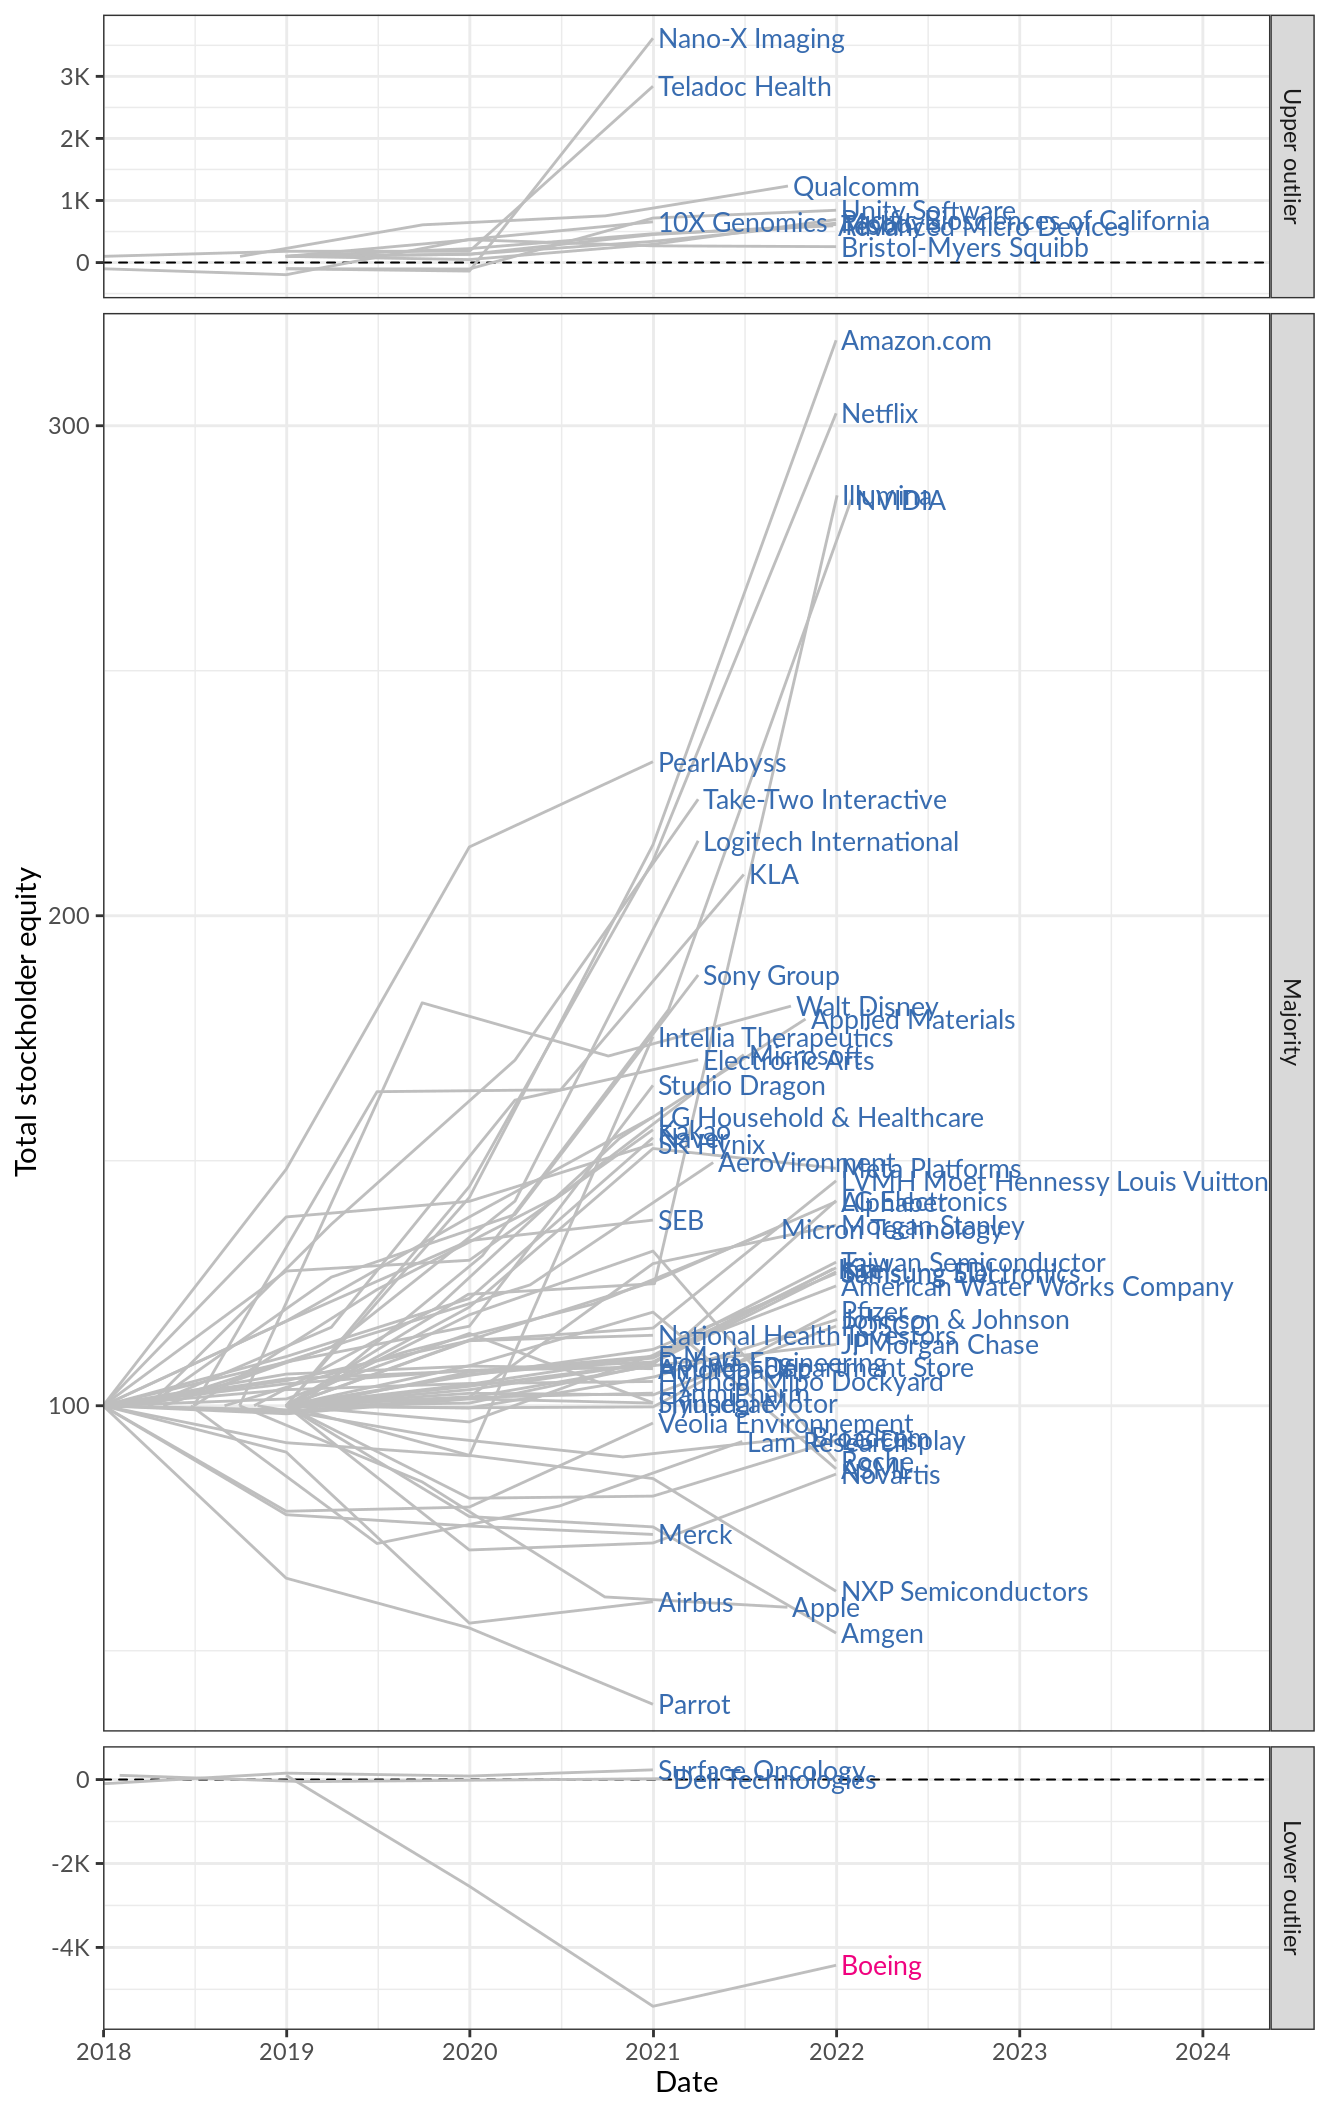 Nano-X Imaging
Teladoc Health
Qualcomm
Unity Software
10X Genomics
Pacific Biosciences of California
Advanced Micro Devices
Bristol-Myers Squibb
3K
2K
1K
0
Upper outlier
Amazon.com
Netflix
Illumina
NVIDIA
PearlAbyss
Take-Two Interactive
Logitech International
KLA
Sony Group
Walt Disney
Applied Materials
Intellia Therapeutics
Microsoft
Electronic Arts
Studio Dragon
LG Household & Healthcare
Kakao
Naver
SK Hynix
AeroVironment
Meta Platforms
LVMH Moet Hennessy Louis Vuitton
LG Electronics
Alphabet
SEB
Morgan Stanley
Micron Technology
Taiwan Semiconductor
Samsung Electronics
American Water Works Company
Pfizer
Johnson & Johnson
National Health Investors
JPMorgan Chase
E-Mart
Hyundai Department Store
Hyundai Mipo Dockyard
Veolia Environnement
Broadcom
LG Display
Lam Research
Roche
ASML
Novartis
Merck
NXP Semiconductors
Airbus
Apple
Amgen
Parrot
300
200
100
Majority
Total stockholder equity
Surface Oncology
Dell Technologies
Boeing
0
-2K
-4K
Lower outlier
2018 2019 2020 2021 2022 2023 2024
Date